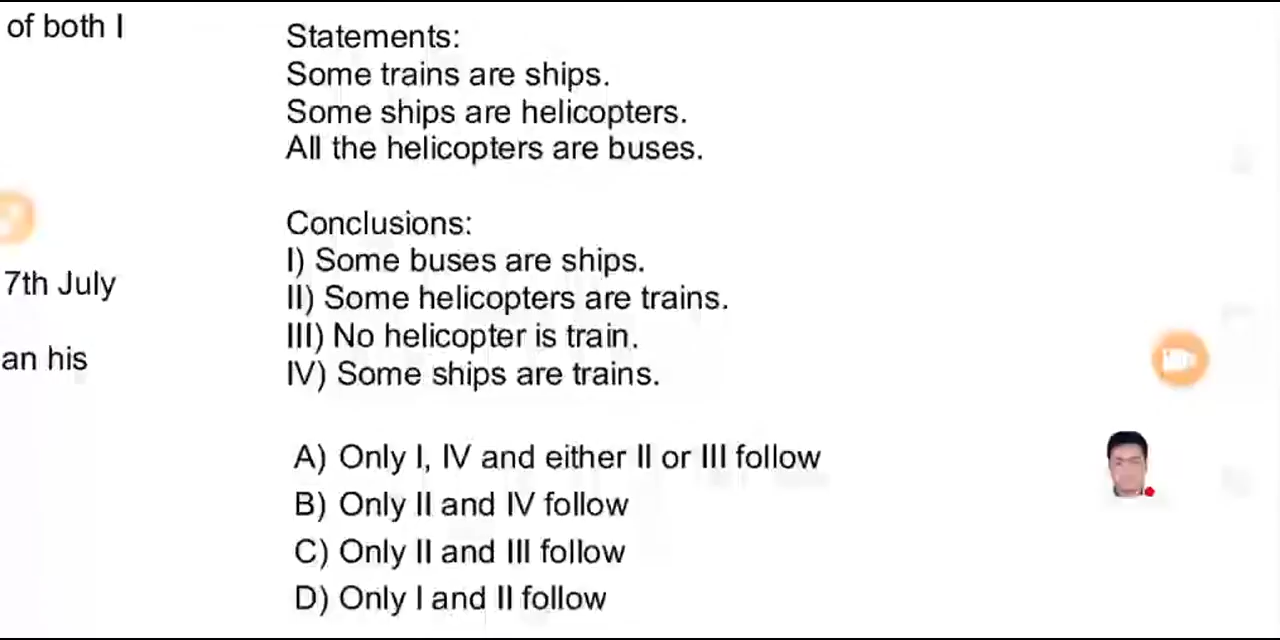 of both I
7th July
an his
Statements:
Some trains are ships.
Some ships are helicopters.
All the helicopters are buses.
Conclusions:
I) Some buses are ships.
II) Some helicopters are trains.
III) No helicopter is train.
IV) Some ships are trains.
A) Only I, IV and either II or III follow
B) Only II and IV follow
C) Only II and III follow
D) Only I and II follow